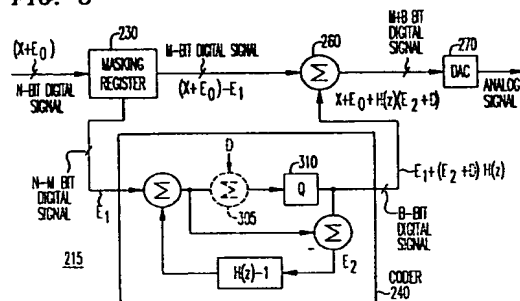 230
(X+E0)
N-BIT DIGITAL
SIGNAL
MASKING
REGISTER
M-BIT DIGITAL
SIGNAL
(X+E0)-E1
260
Σ
M+B BIT
DIGITAL
SIGNAL
270
DAC
ANALOG
SIGNAL
X+E0+H(z)(E2+D)
N-M BIT
DIGITAL
SIGNAL
E1
D
310
Σ
Σ
305
Q
E1+(E2+D) H(z)
B-BIT
DIGITAL
SIGNAL
Σ
-
E2
H(z)-1
215
CODER
240